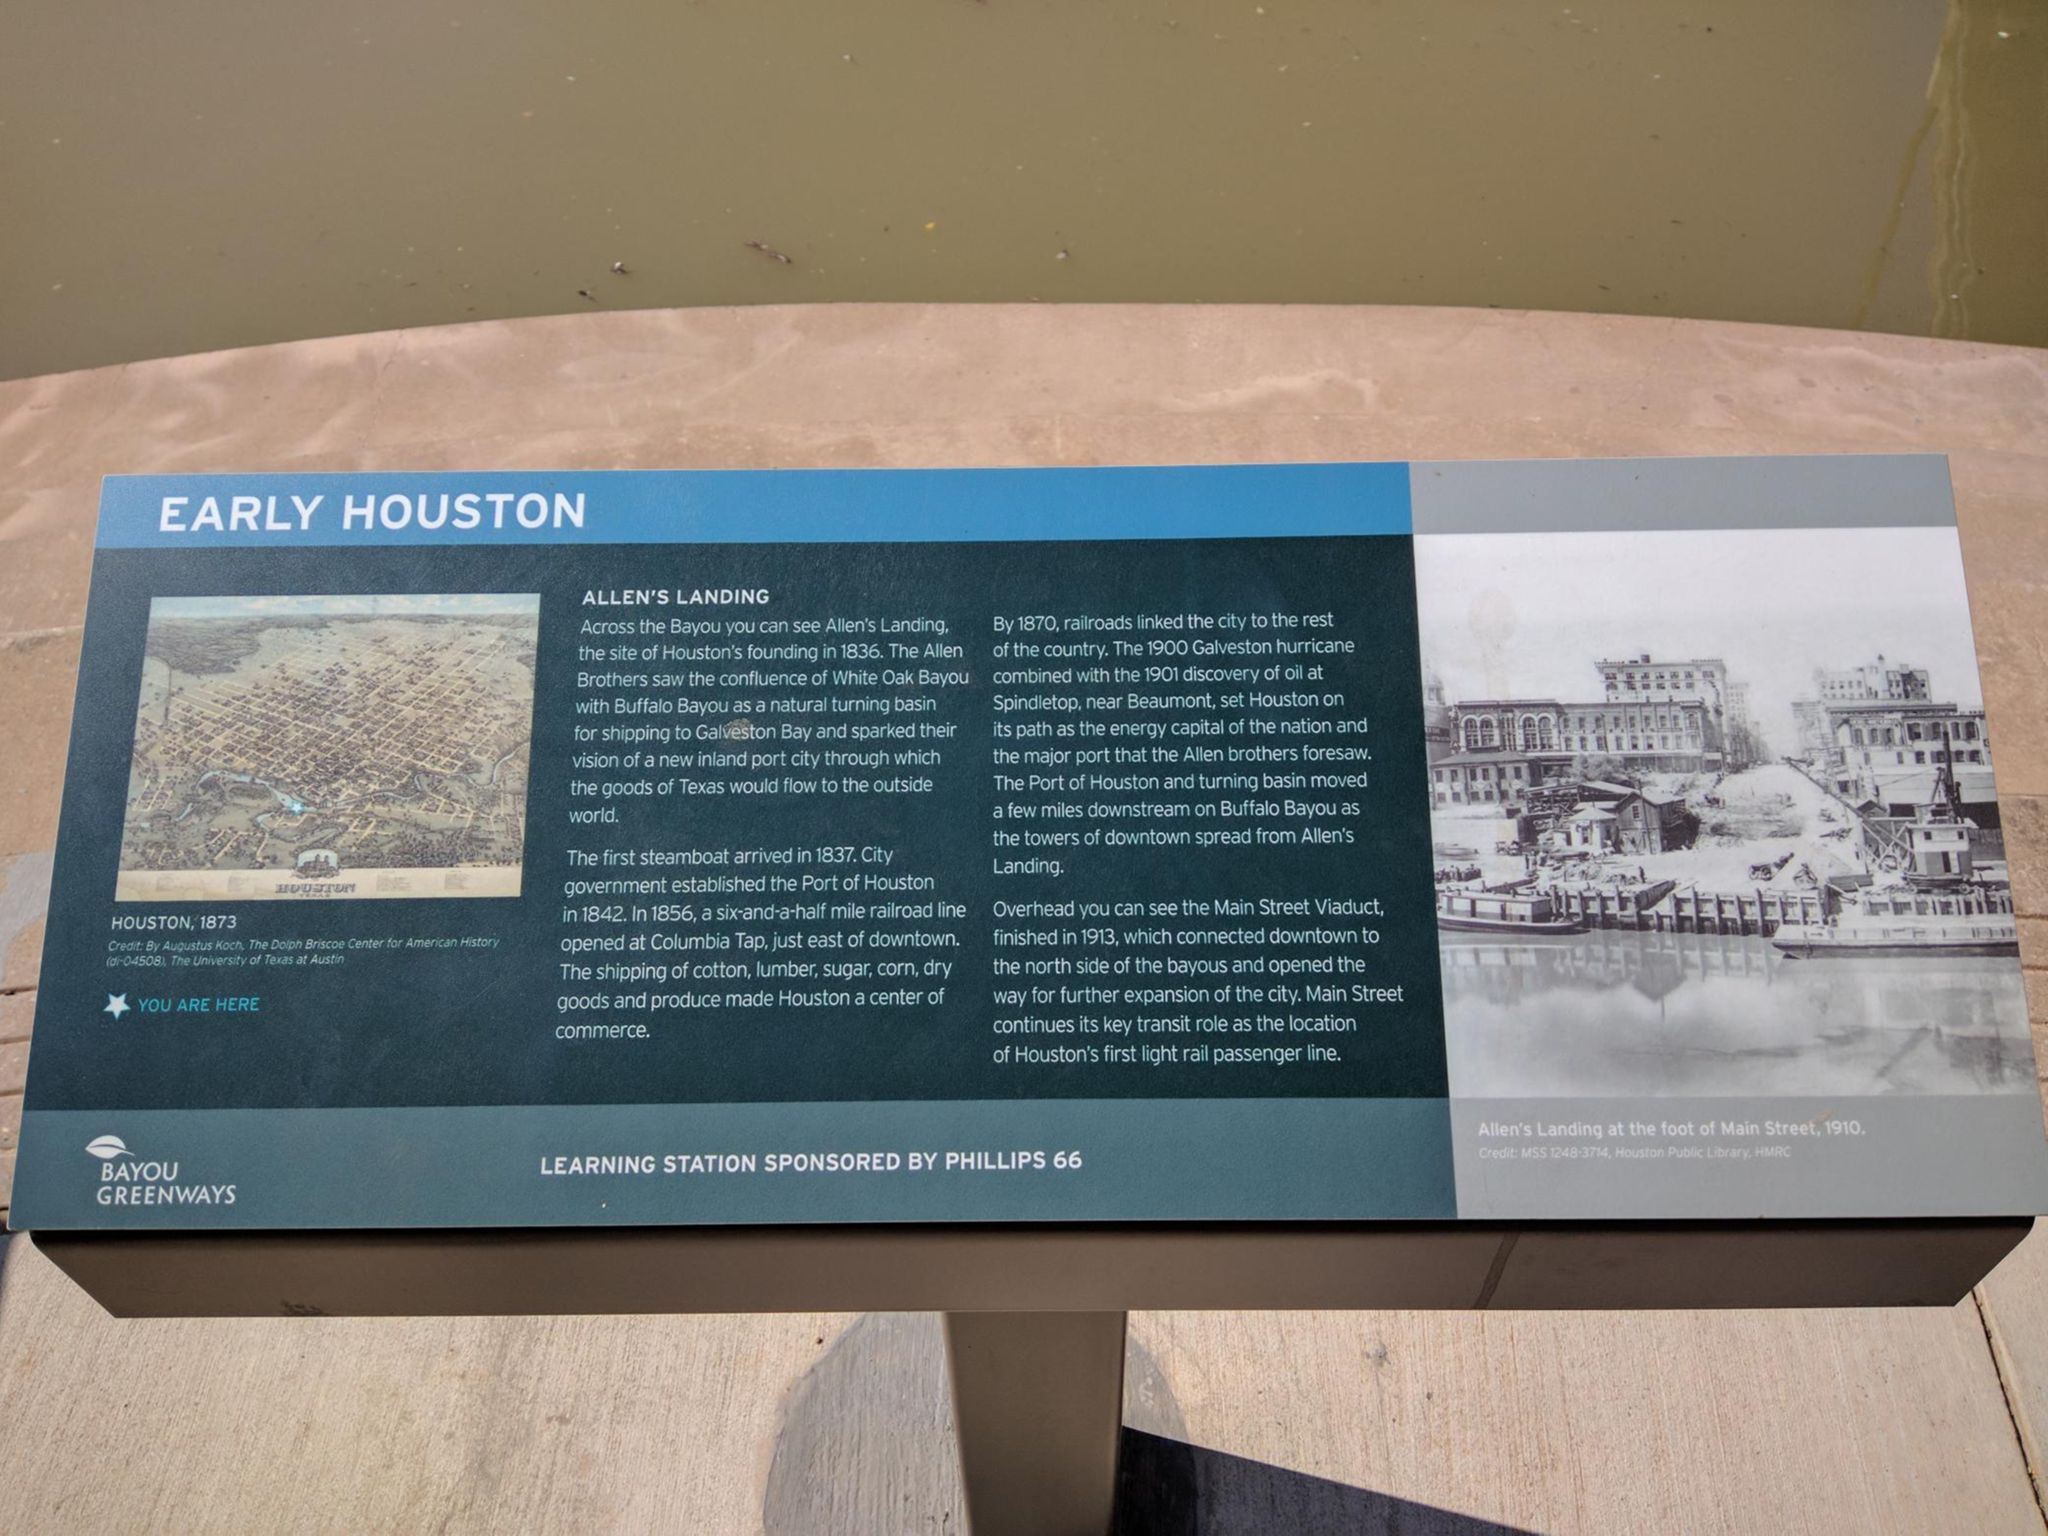 EARLY HOUSTON
HOUSTON
TEXAS
HOUSTON, 1873
Credit: By Augustus Koch, The Dolph Briscoe Center for American History
(di-04508), The University of Texas at Austin
YOU ARE HERE
ALLEN'S LANDING
Across the Bayou you can see Allen's Landing,
the site of Houston's founding in 1836. The Allen
Brothers saw the confluence of White Oak Bayou
with Buffalo Bayou as a natural turning basin
for shipping to Galveston Bay and sparked their
vision of a new inland port city through which
the goods of Texas would flow to the outside
world.
The first steamboat arrived in 1837. City
government established the Port of Houston
in 1842. In 1856, a six-and-a-half mile railroad line
opened at Columbia Tap, just east of downtown.
The shipping of cotton, lumber, sugar, corn, dry
goods and produce made Houston a center of
commerce.
By 1870, railroads linked the city to the rest
of the country. The 1900 Galveston hurricane
combined with the 1901 discovery of oil at
Spindletop, near Beaumont, set Houston on
its path as the energy capital of the nation and
the major port that the Allen brothers foresaw.
The Port of Houston and turning basin moved
a few miles downstream on Buffalo Bayou as
the towers of downtown spread from Allen's
Landing.
Overhead you can see the Main Street Viaduct,
finished in 1913, which connected downtown to
the north side of the bayous and opened the
way for further expansion of the city. Main Street
continues its key transit role as the location
of Houston's first light rail passenger line.
Allen's Landing at the foot of Main Street, 1910.
Credit: MSS 1248-3714, Houston Public Library, HMRC
BAYOU
GREENWAYS
LEARNING STATION SPONSORED BY PHILLIPS 66